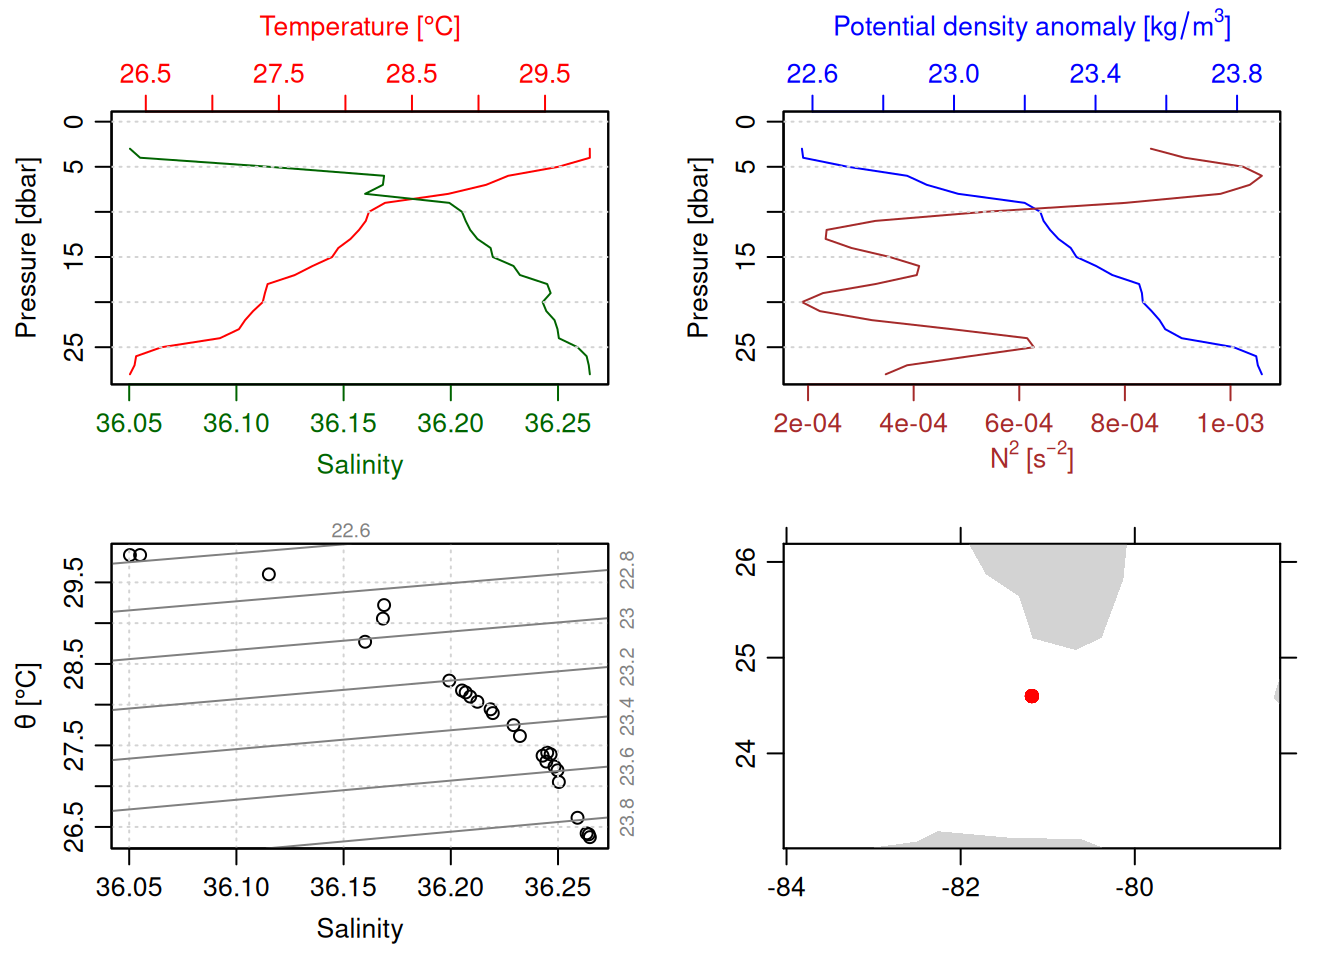 Temperature [°C]
26.5 27.5 28.5 29.5
Pressure [dbar]
0
5
15
25
36.05 36.10 36.15 36.20 36.25
Salinity
Potential density anomaly [kg/m³]
22.6 23.0 23.4 23.8
Pressure [dbar]
0
5
15
25
2e-04 4e-04 6e-04 8e-04 1e-03
N² [s⁻²]
22.6
θ [°C]
29.5
28.5
27.5
26.5
22.8
23
23.2
23.4
23.6
23.8
36.05 36.10 36.15 36.20 36.25
Salinity
26
25
24
-84 -82 -80